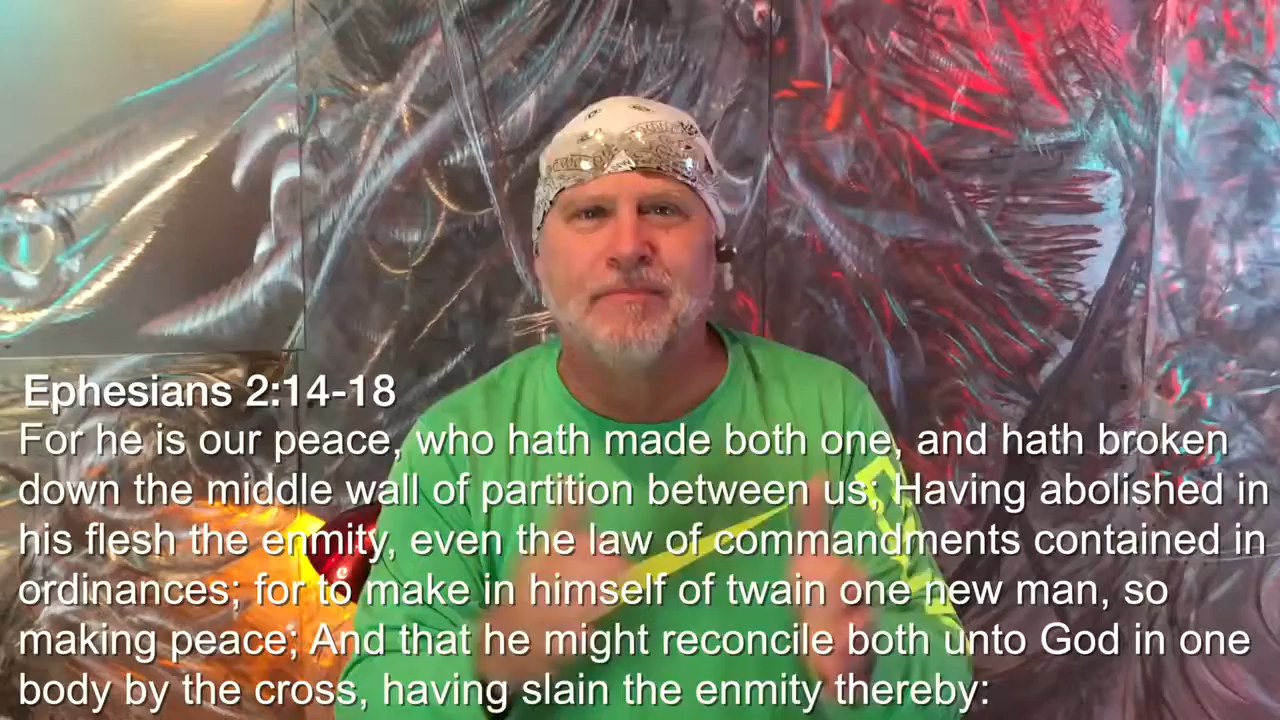 Ephesians 2:14-18
For he is our peace, who hath made both one, and hath broken
down the middle wall of partition between us; Having abolished in
his flesh the enmity, even the law of commandments contained in
ordinances; for to make in himself of twain one new man, so
making peace; And that he might reconcile both unto God in one
body by the cross, having slain the enmity thereby: